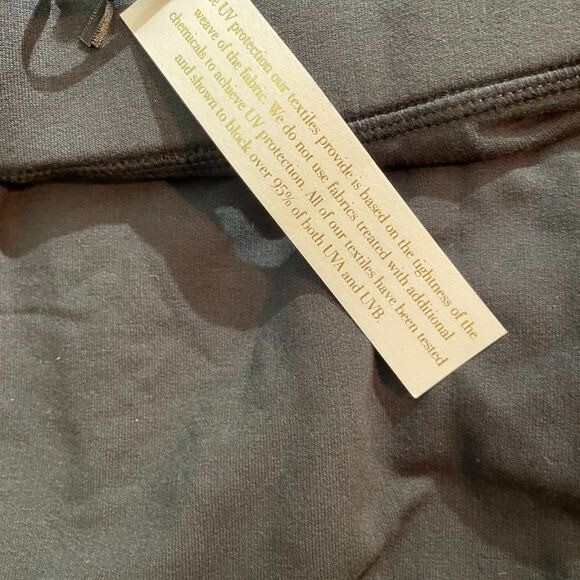 UV protection our textiles provide is based on the tightness of the
weave of the fabric. We do not use fabrics treated with additional
chemicals to achieve UV protection. All of our textiles have been tested
and shown to block over 95% of both UVA and UVB.